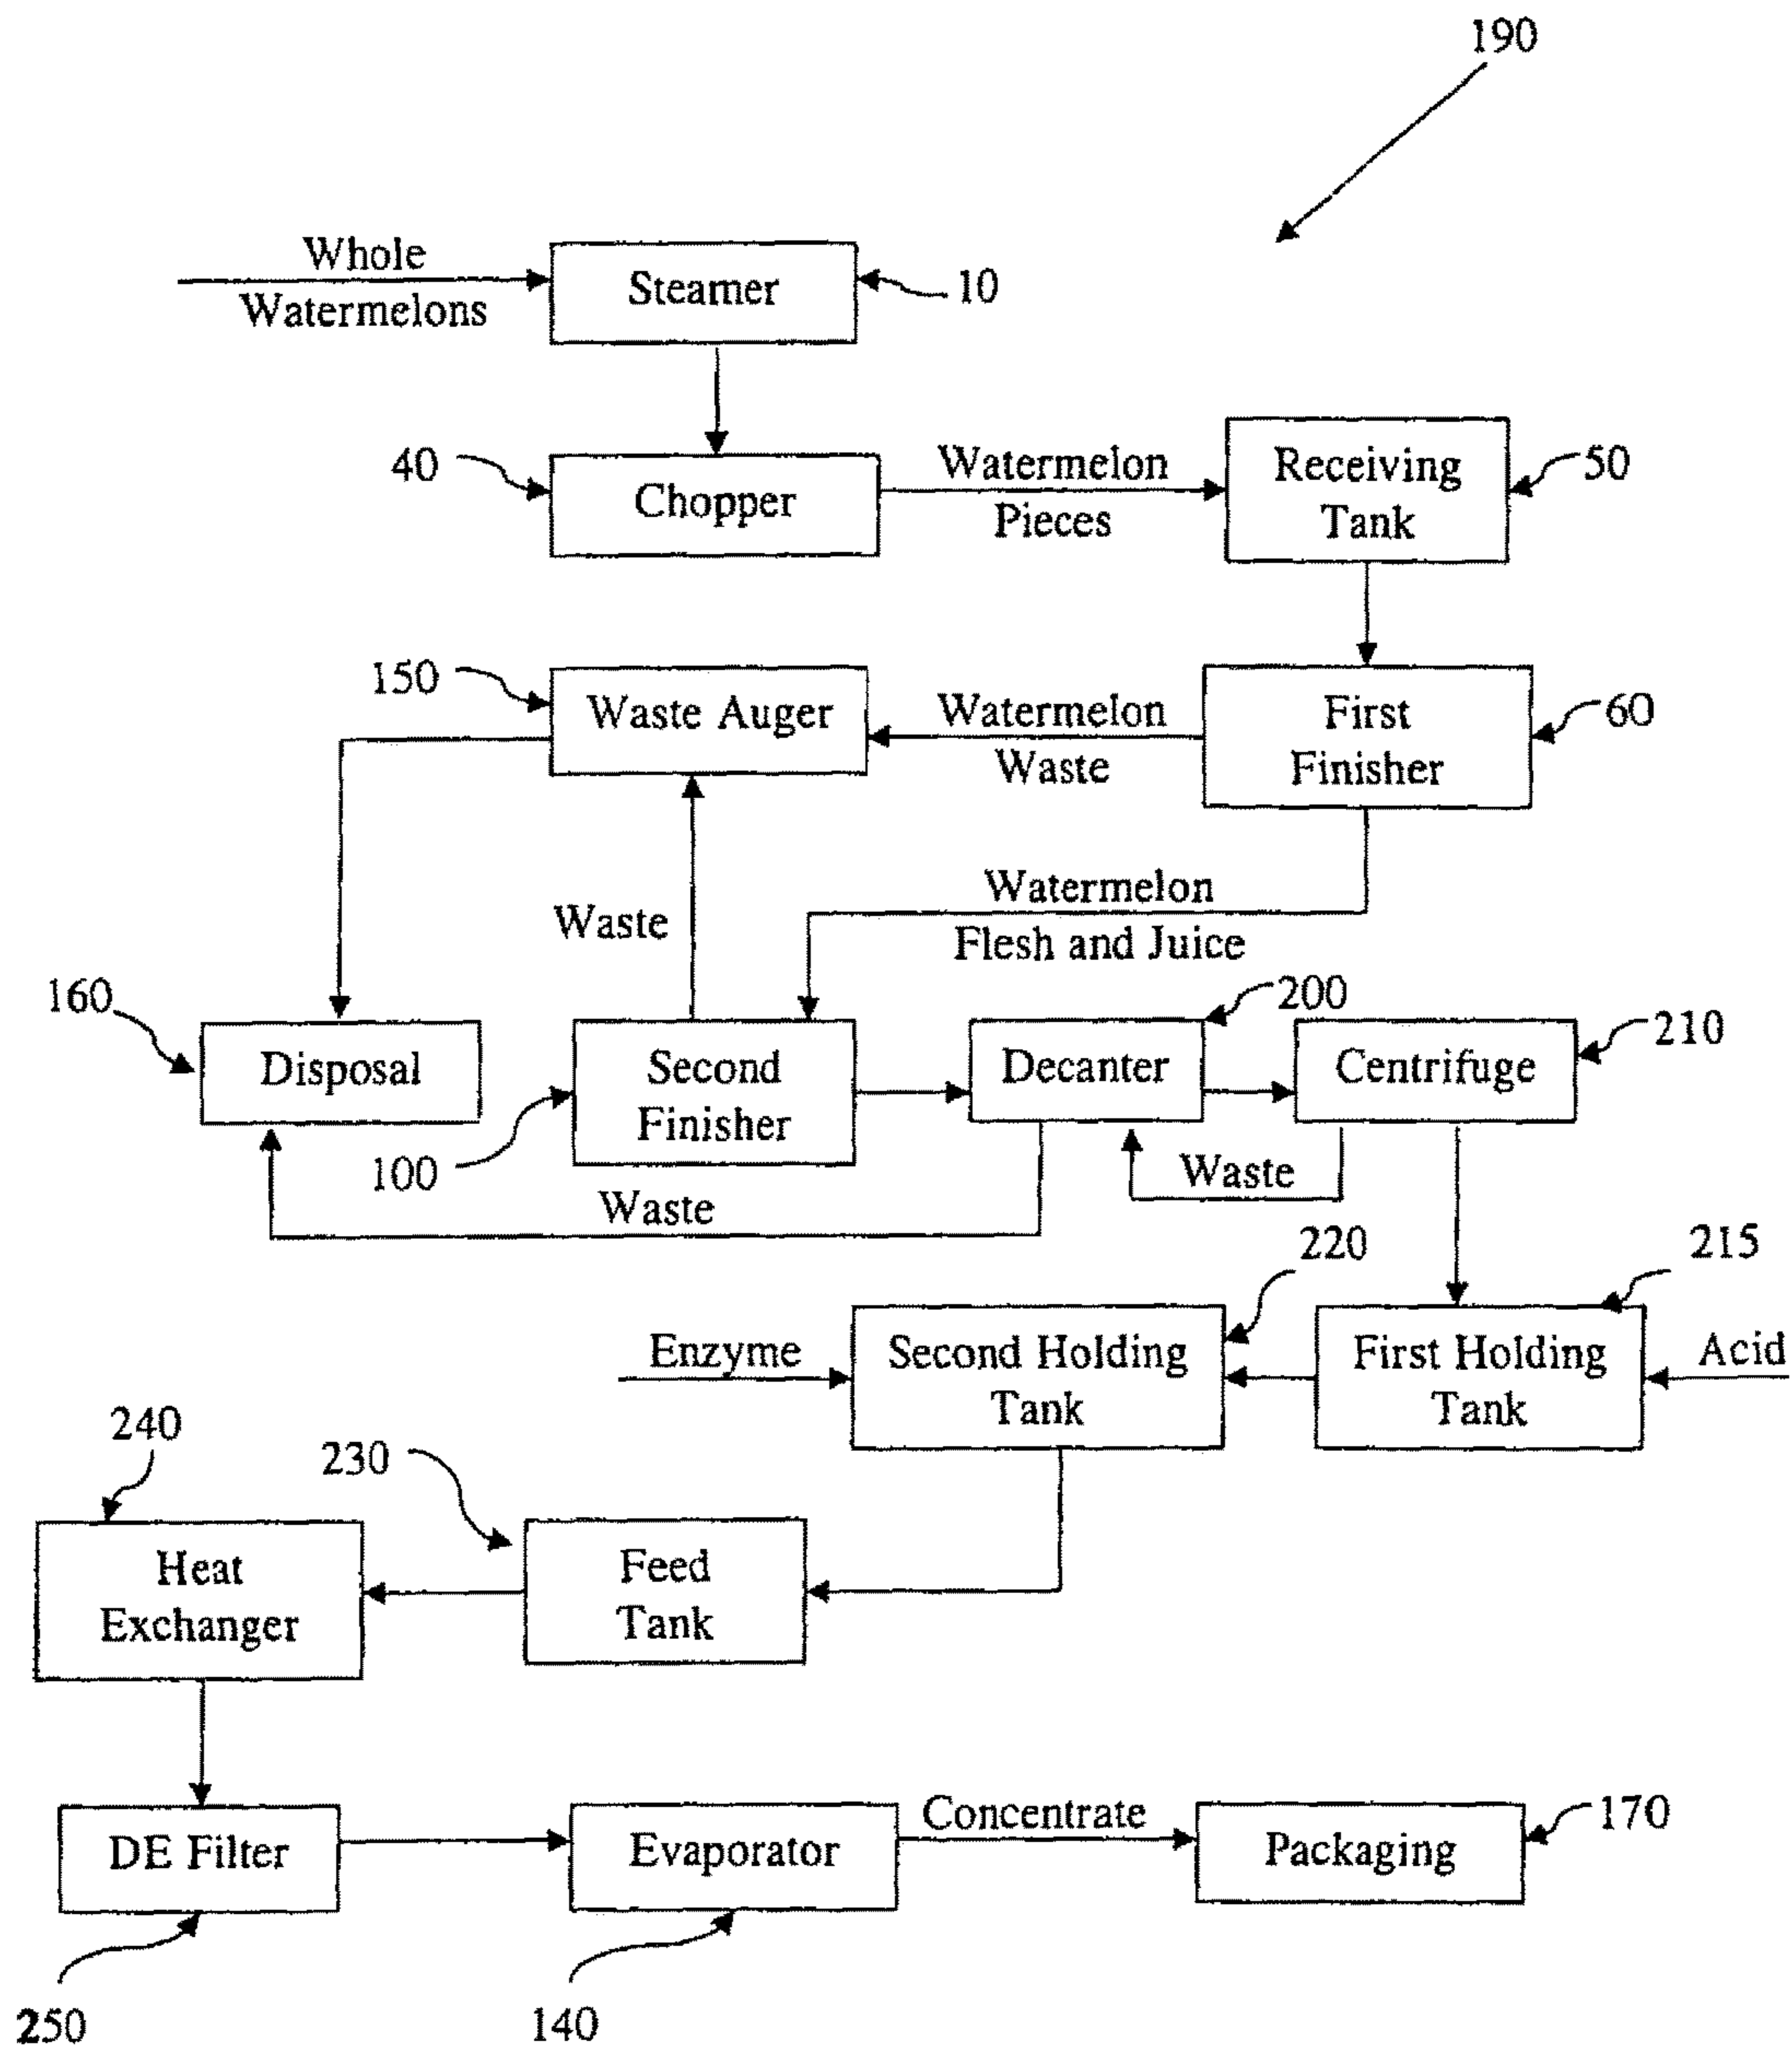 190
Whole
Watermelons
Steamer
10
40
Chopper
Watermelon
Pieces
Receiving
Tank
50
150
Waste Auger
Watermelon
Waste
First
Finisher
60
Waste
Watermelon
Flesh and Juice
160
Disposal
Second
Finisher
100
Decanter
200
Centrifuge
210
Waste
Waste
220
215
Enzyme
Second Holding
Tank
First Holding
Tank
Acid
240
230
Heat
Exchanger
Feed
Tank
DE Filter
Evaporator
Concentrate
Packaging
170
250
140